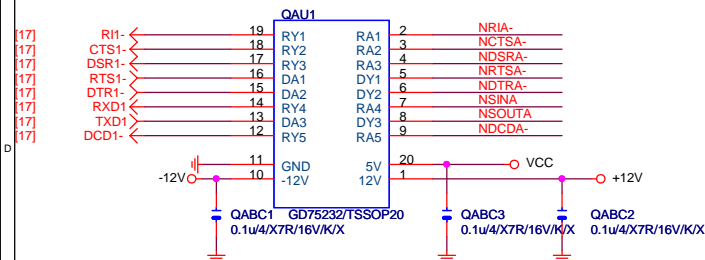 QAU1
[17] RI1- 19 RY1 RA1 2 NRIA-
[17] CTS1- 18 RY2 RA2 3 NCTSA-
[17] DSR1- 17 RY3 RA3 4 NDSRA-
[17] RTS1- 16 DA1 DY1 5 NRTSA-
[17] DTR1- 15 DA2 DY2 6 NDTRA-
[17] RXD1 14 RY4 RA4 7 NSINA
[17] TXD1 13 DA3 DY3 8 NSOUTA
[17] DCD1- 12 RY5 RA5 9 NDCDA-
D
11 GND 5V 20 VCC
-12V 10 -12V 12V 1 +12V
QABC1 GD75232/TSSOP20 QABC3 QABC2
0.1u/4/X7R/16V/K/X 0.1u/4/X7R/16V/K/X 0.1u/4/X7R/16V/K/X